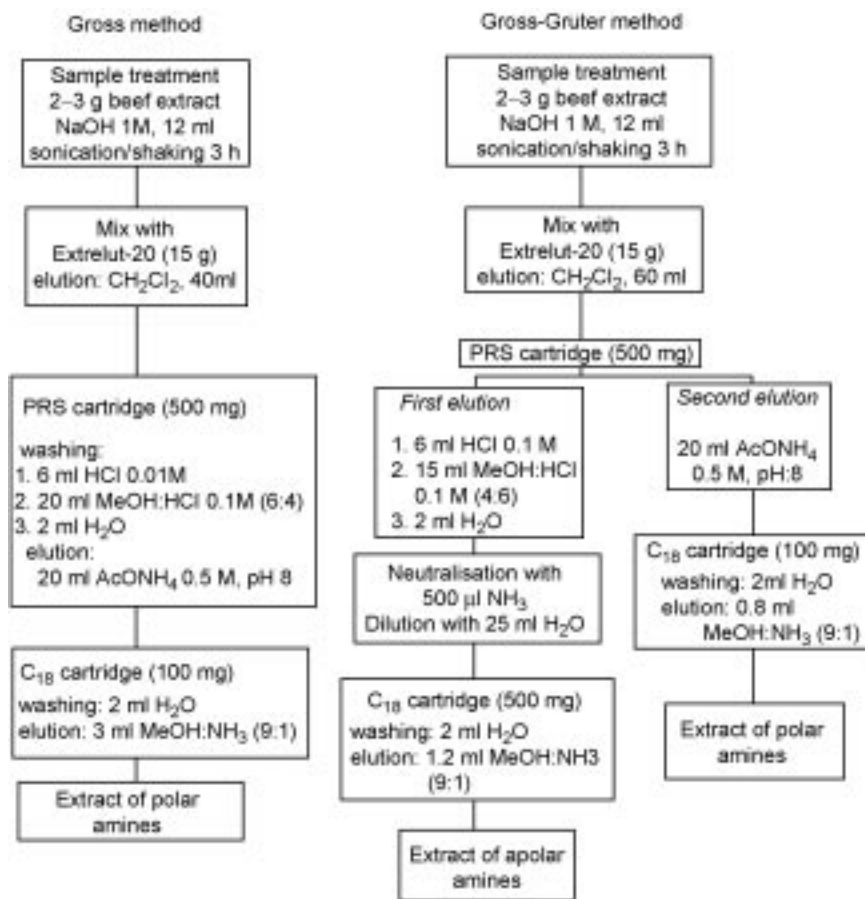 Gross method
Sample treatment
2–3 g beef extract
NaOH 1M, 12 ml
sonication/shaking 3 h
Mix with
Extrelut-20 (15 g)
elution: CH₂Cl₂, 40ml
PRS cartridge (500 mg)
washing:
1. 6 ml HCl 0.01M
2. 20 ml MeOH:HCl 0.1M (6:4)
3. 2 ml H₂O
elution:
20 ml AcONH₄ 0.5 M, pH 8
C₁₈ cartridge (100 mg)
washing: 2 ml H₂O
elution: 3 ml MeOH:NH₃ (9:1)
Extract of polar
amines
Gross-Gruter method
Sample treatment
2–3 g beef extract
NaOH 1 M, 12 ml
sonication/shaking 3 h
Mix with
Extrelut-20 (15 g)
elution: CH₂Cl₂, 60 ml
PRS cartridge (500 mg)
First elution
1. 6 ml HCl 0.1 M
2. 15 ml MeOH:HCl
0.1 M (4:6)
3. 2 ml H₂O
Neutralisation with
500 µl NH₃
Dilution with 25 ml H₂O
C₁₈ cartridge (500 mg)
washing: 2 ml H₂O
elution: 1.2 ml MeOH:NH3
(9:1)
Extract of apolar
amines
Second elution
20 ml AcONH₄
0.5 M, pH:8
C₁₈ cartridge (100 mg)
washing: 2ml H₂O
elution: 0.8 ml
MeOH:NH₃ (9:1)
Extract of polar
amines